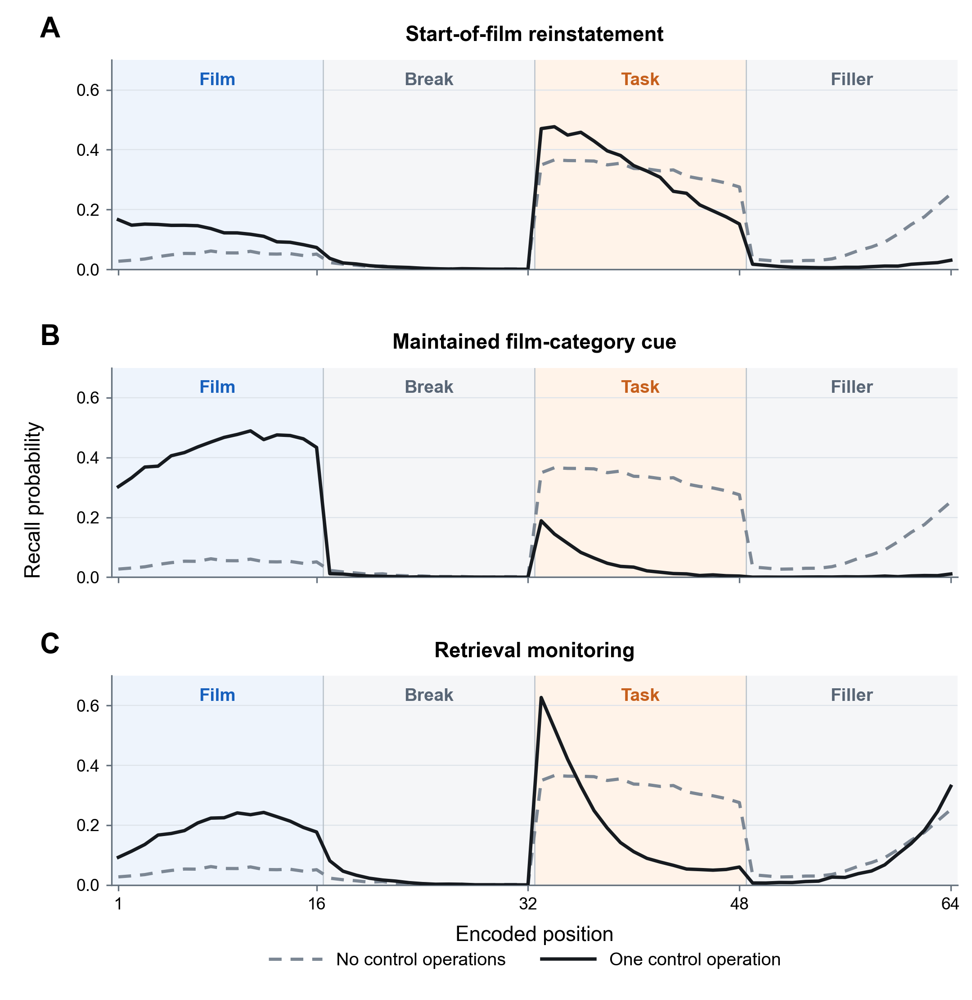 A
Start-of-film reinstatement
Film Break Task Filler
0.6
0.4
0.2
0.0
B
Maintained film-category cue
Film Break Task Filler
0.6
0.4
0.2
0.0
Recall probability
C
Retrieval monitoring
Film Break Task Filler
0.6
0.4
0.2
0.0
1 16 32 48 64
Encoded position
No control operations One control operation